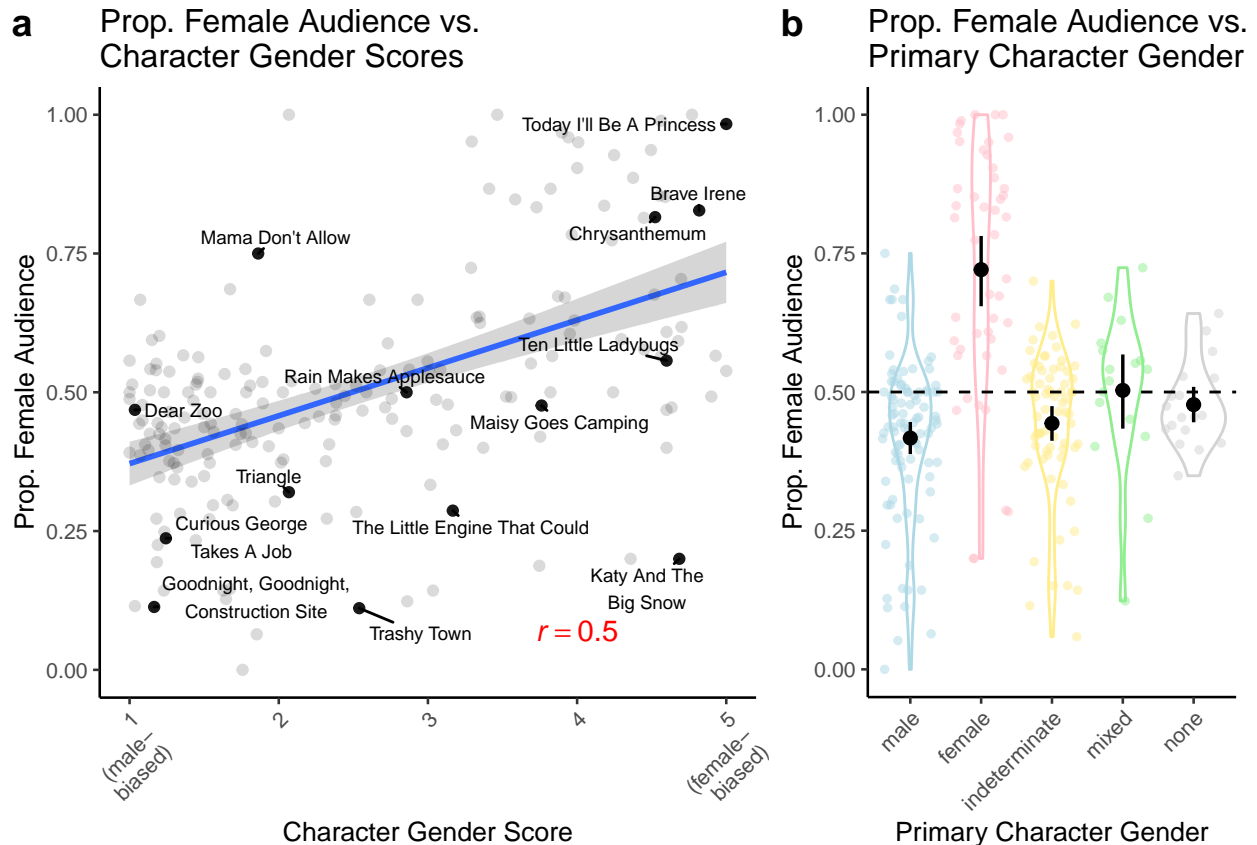 a
Prop. Female Audience vs.
Character Gender Scores
Prop. Female Audience
1.00
0.75
0.50
0.25
0.00
Today I'll Be A Princess
Brave Irene
Chrysanthemum
Mama Don't Allow
Ten Little Ladybugs
Rain Makes Applesauce
Dear Zoo
Maisy Goes Camping
Triangle
The Little Engine That Could
Curious George
Takes A Job
Katy And The
Big Snow
Goodnight, Goodnight,
Construction Site
Trashy Town
r = 0.5
1
(male–
biased)
2
3
4
5
(female–
biased)
Character Gender Score
b
Prop. Female Audience vs.
Primary Character Gender
Prop. Female Audience
1.00
0.75
0.50
0.25
0.00
male
female
indeterminate
mixed
none
Primary Character Gender